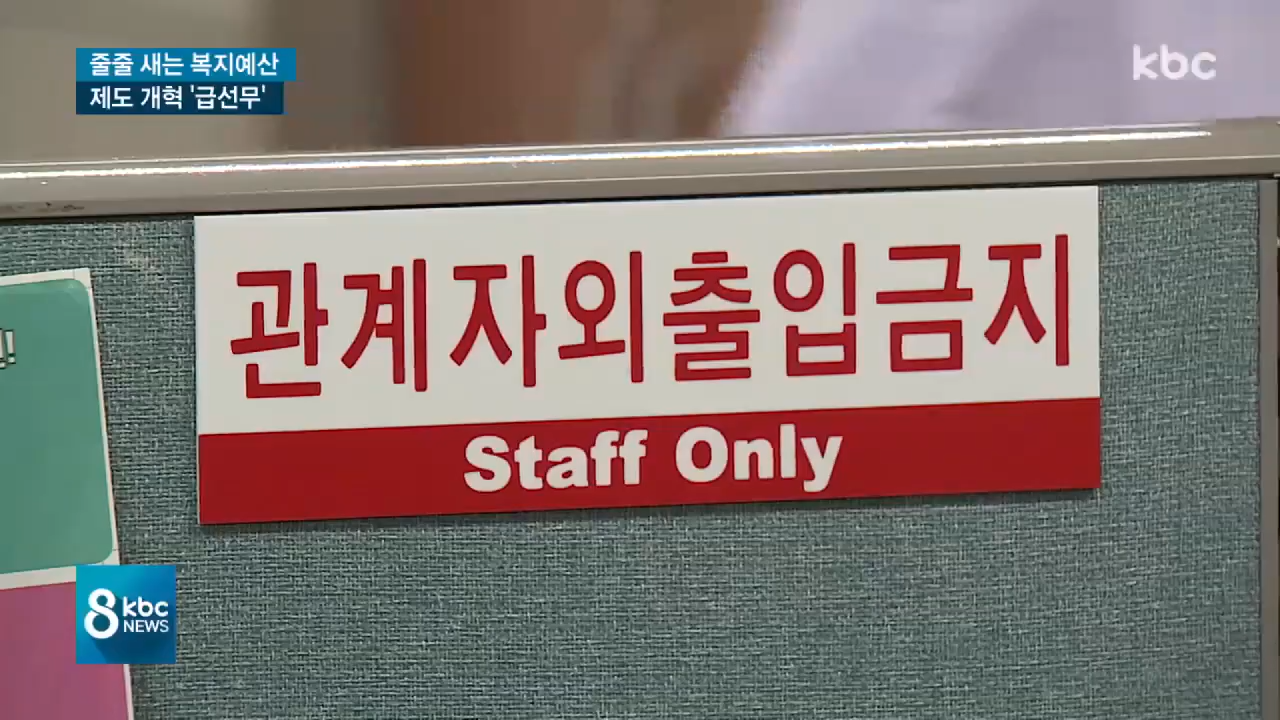 줄줄 새는 복지예산
제도 개혁 '급선무'
kbc
관계자외출입금지
Staff Only
8 kbc
NEWS